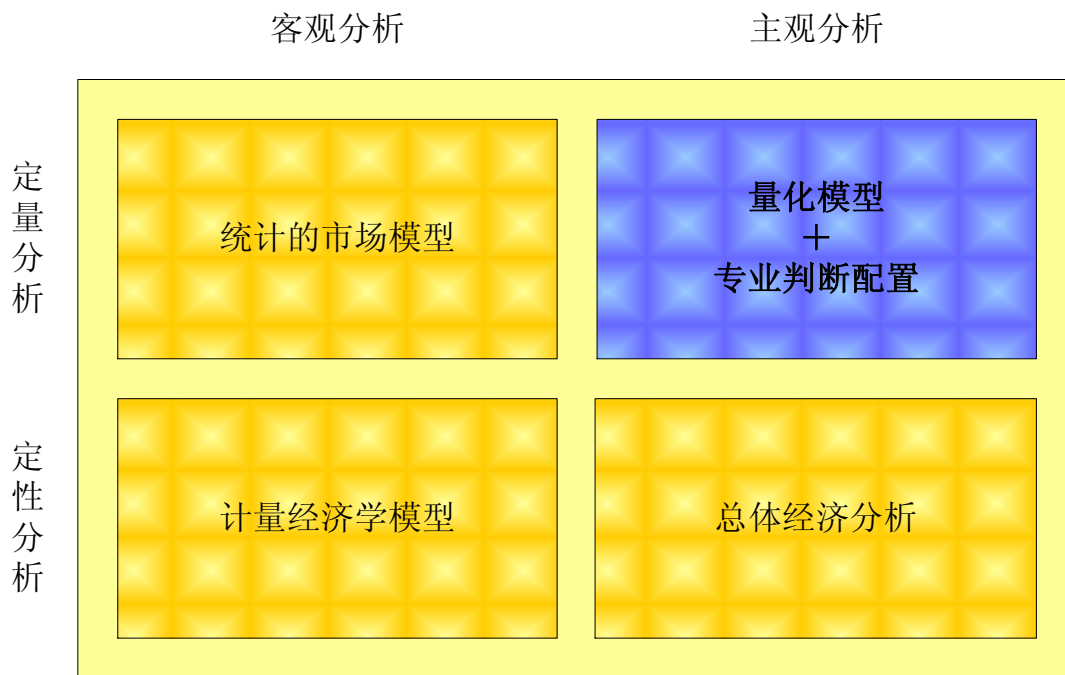 客观分析
主观分析
定量分析
统计的市场模型
量化模型
＋
专业判断配置
定性分析
计量经济学模型
总体经济分析